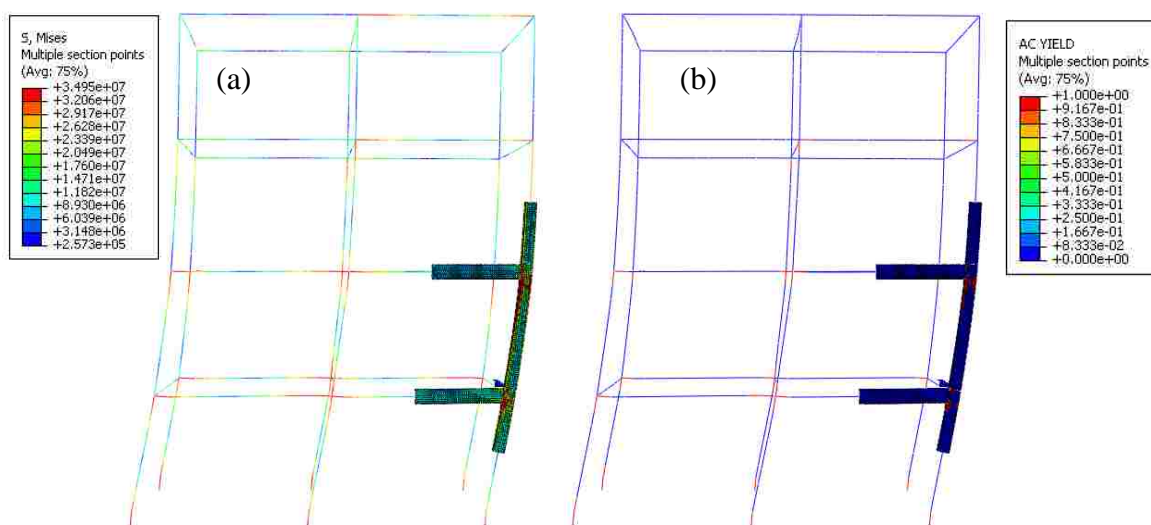 S, Mises
Multiple section points
(Avg: 75%)
+3.495e+07
+3.206e+07
+2.917e+07
+2.628e+07
+2.339e+07
+2.049e+07
+1.760e+07
+1.471e+07
+1.182e+07
+8.930e+06
+6.039e+06
+3.148e+06
+2.573e+05
(a)
(b)
AC YIELD
Multiple section points
(Avg: 75%)
+1.000e+00
+9.167e-01
+8.333e-01
+7.500e-01
+6.667e-01
+5.833e-01
+5.000e-01
+4.167e-01
+3.333e-01
+2.500e-01
+1.667e-01
+8.333e-02
+0.000e+00